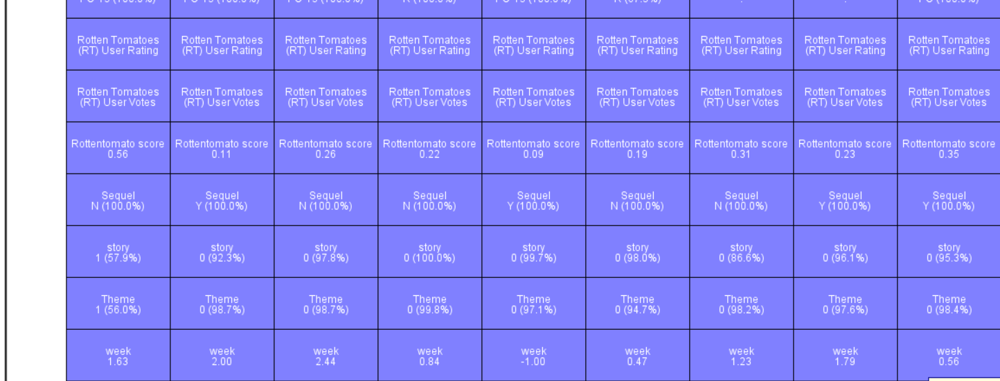 Rotten Tomatoes Rotten Tomatoes Rotten Tomatoes Rotten Tomatoes Rotten Tomatoes Rotten Tomatoes Rotten Tomatoes Rotten Tomatoes Rotten Tomatoes
(RT) User Rating (RT) User Rating (RT) User Rating (RT) User Rating (RT) User Rating (RT) User Rating (RT) User Rating (RT) User Rating (RT) User Rating
Rotten Tomatoes Rotten Tomatoes Rotten Tomatoes Rotten Tomatoes Rotten Tomatoes Rotten Tomatoes Rotten Tomatoes Rotten Tomatoes Rotten Tomatoes
(RT) User Votes (RT) User Votes (RT) User Votes (RT) User Votes (RT) User Votes (RT) User Votes (RT) User Votes (RT) User Votes (RT) User Votes
Rottentomato score Rottentomato score Rottentomato score Rottentomato score Rottentomato score Rottentomato score Rottentomato score Rottentomato score Rottentomato score
0.56 0.11 0.26 0.22 0.09 0.19 0.31 0.23 0.35
Sequel Sequel Sequel Sequel Sequel Sequel Sequel Sequel Sequel
N (100.0%) Y (100.0%) N (100.0%) N (100.0%) Y (100.0%) N (100.0%) N (100.0%) Y (100.0%) Y (100.0%)
story story story story story story story story story
1 (57.9%) 0 (92.3%) 0 (97.8%) 0 (100.0%) 0 (99.7%) 0 (98.0%) 0 (86.6%) 0 (96.1%) 0 (95.3%)
Theme Theme Theme Theme Theme Theme Theme Theme Theme
1 (56.0%) 0 (98.7%) 0 (98.7%) 0 (99.8%) 0 (97.1%) 0 (94.7%) 0 (98.2%) 0 (97.6%) 0 (98.4%)
week week week week week week week week week
1.63 2.00 2.44 0.84 -1.00 0.47 1.23 1.79 0.56